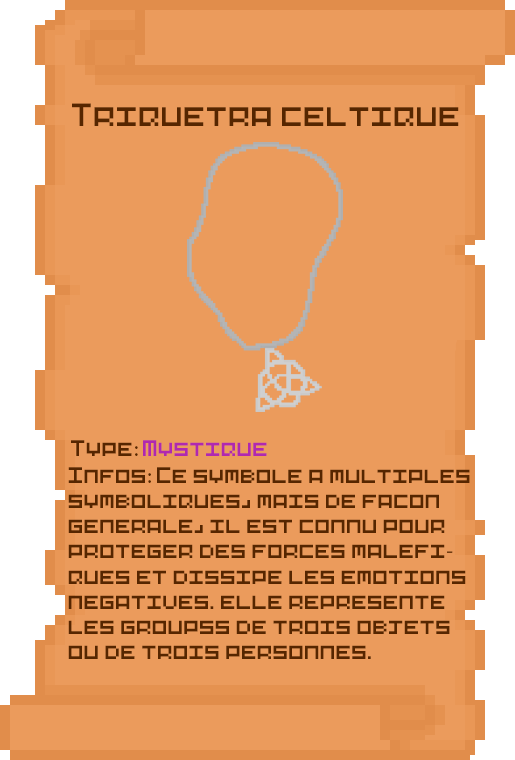 Triquetra celtique
Type: Mystique
Infos: Ce symbole a multiples
symboliques, mais de facon
generale, il est connu pour
proteger des forces malefi-
ques et dissipe les emotions
negatives. Elle represente
les groupss de trois objets
ou de trois personnes.